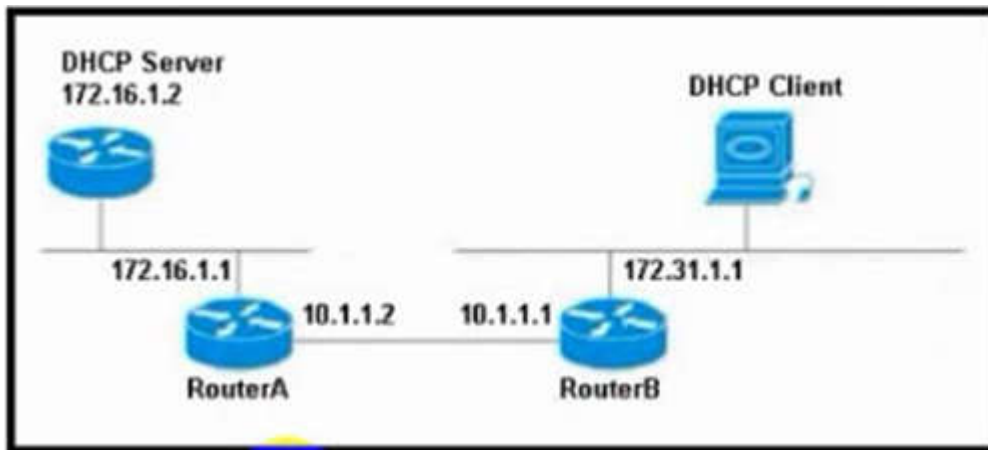 DHCP Server
172.16.1.2
DHCP Client
172.16.1.1
172.31.1.1
10.1.1.2
10.1.1.1
RouterA
RouterB